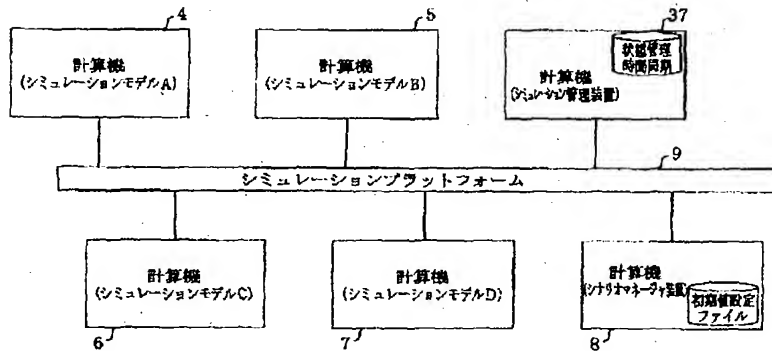 4
計算機
(シミュレーションモデルA)
5
計算機
(シミュレーションモデルB)
37
状態管理
時間同期
計算機
(シミュレーション管理装置)
9
シミュレーションプラットフォーム
計算機
(シミュレーションモデルC)
6
計算機
(シミュレーションモデルD)
7
計算機
(シナリオマネージャ装置)
初期値設定
ファイル
8